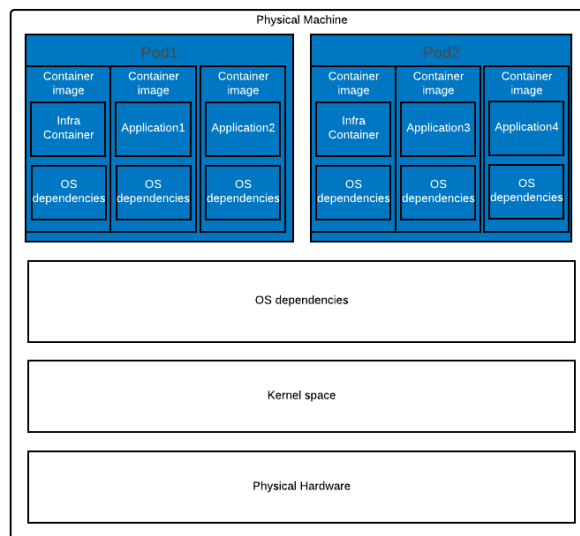 Physical Machine
Pod1
Pod2
Container
image
Container
image
Container
image
Container
image
Container
image
Container
image
Infra
Container
Application1
Application2
Infra
Container
Application3
Application4
OS
dependencies
OS
dependencies
OS
dependencies
OS
dependencies
OS
dependencies
OS
dependencies
OS dependencies
Kernel space
Physical Hardware